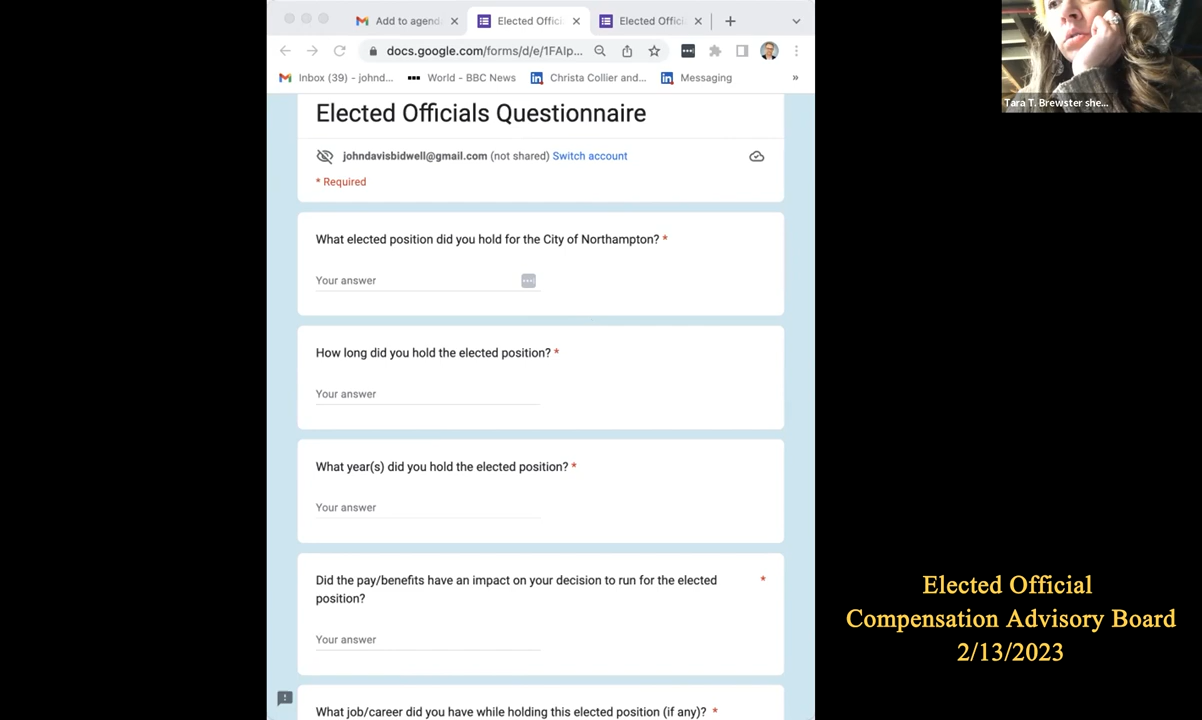 Add to agend
Elected Offici
Elected Offici
docs.google.com/forms/d/e/1FAIp...
Inbox (39) - johnd...
World - BBC News
Christa Collier and...
Messaging
»
Elected Officials Questionnaire
johndavisbidwell@gmail.com (not shared) Switch account
* Required
What elected position did you hold for the City of Northampton? *
Your answer
How long did you hold the elected position? *
Your answer
What year(s) did you hold the elected position? *
Your answer
Did the pay/benefits have an impact on your decision to run for the elected *
position?
Your answer
What job/career did you have while holding this elected position (if any)? *
Tara T. Brewster she...
Elected Official
Compensation Advisory Board
2/13/2023